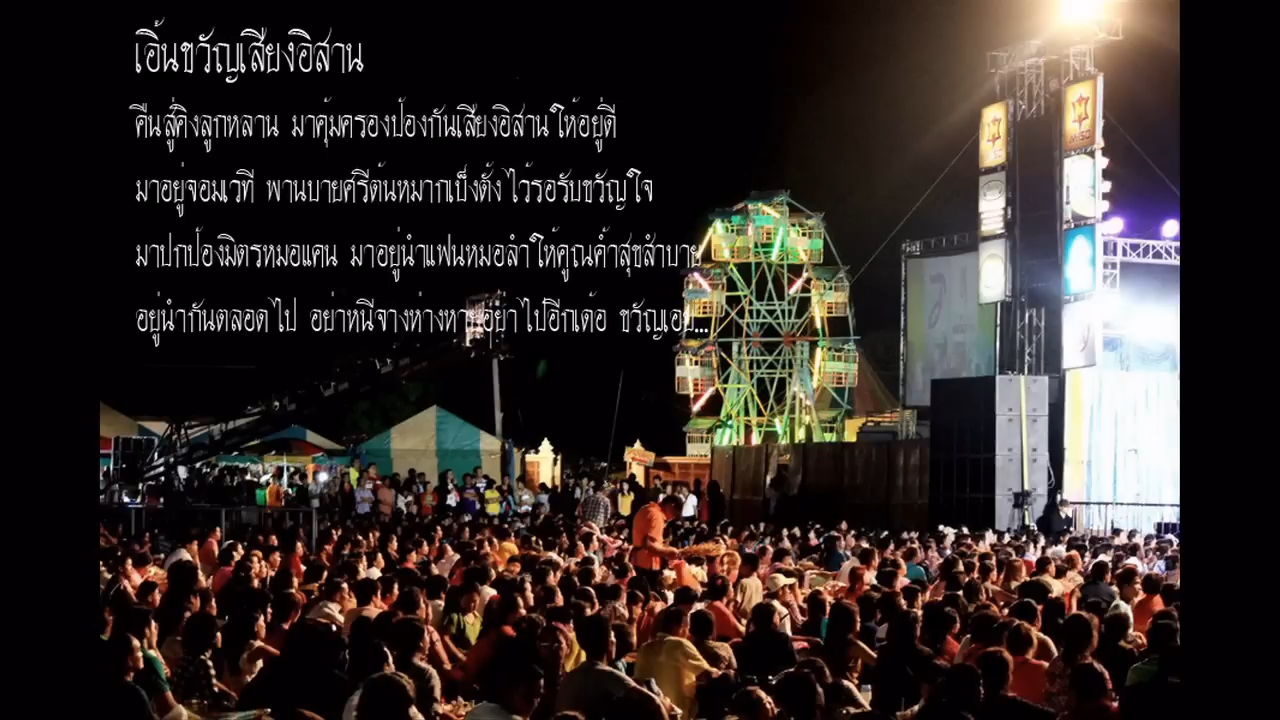 เอิ้นขวัญเสียงอิสาน
คืนสู่คิงลูกหลาน มาคุ้มครองป้องกันเสียงอิสานให้อยู่ดี
มาอยู่จอมเวที พานบายศรีต้นหมากเบ็งตั้งไว้รอรับขวัญใจ
มาปกป้องมิตรหมอแคน มาอยู่นำแฟนหมอลำให้คูณค้ำสุขสำบาย
อยู่นำกันตลอดไป อย่าหนีจางห่างหายอย่าไปอีกเด้อ ขวัญเอย...